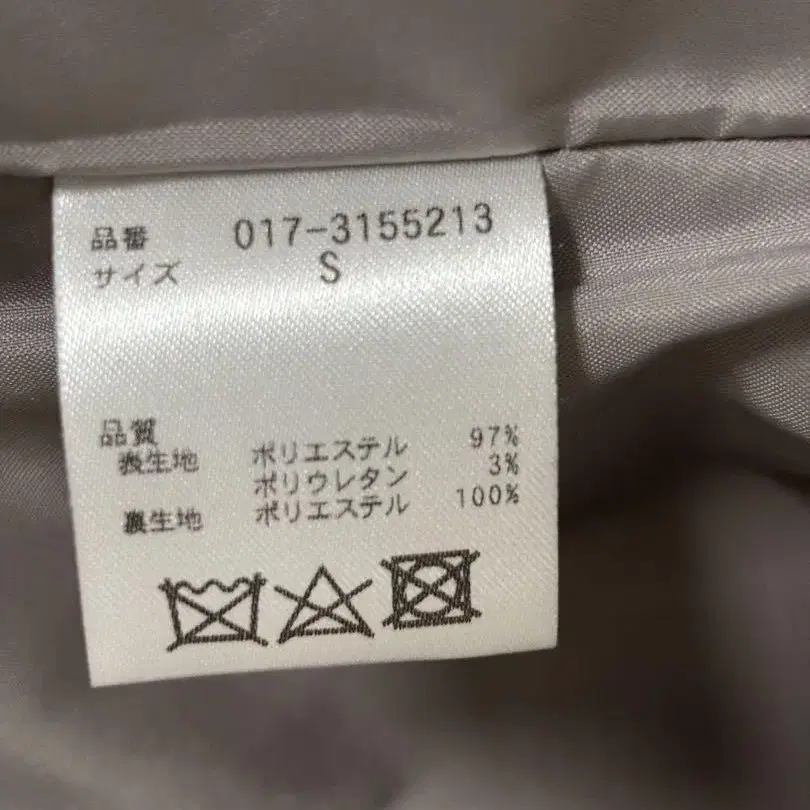 品番 017-3155213
サイズ S
品質
表生地 ポリエステル 97%
ポリウレタン 3%
裏生地 ポリエステル 100%